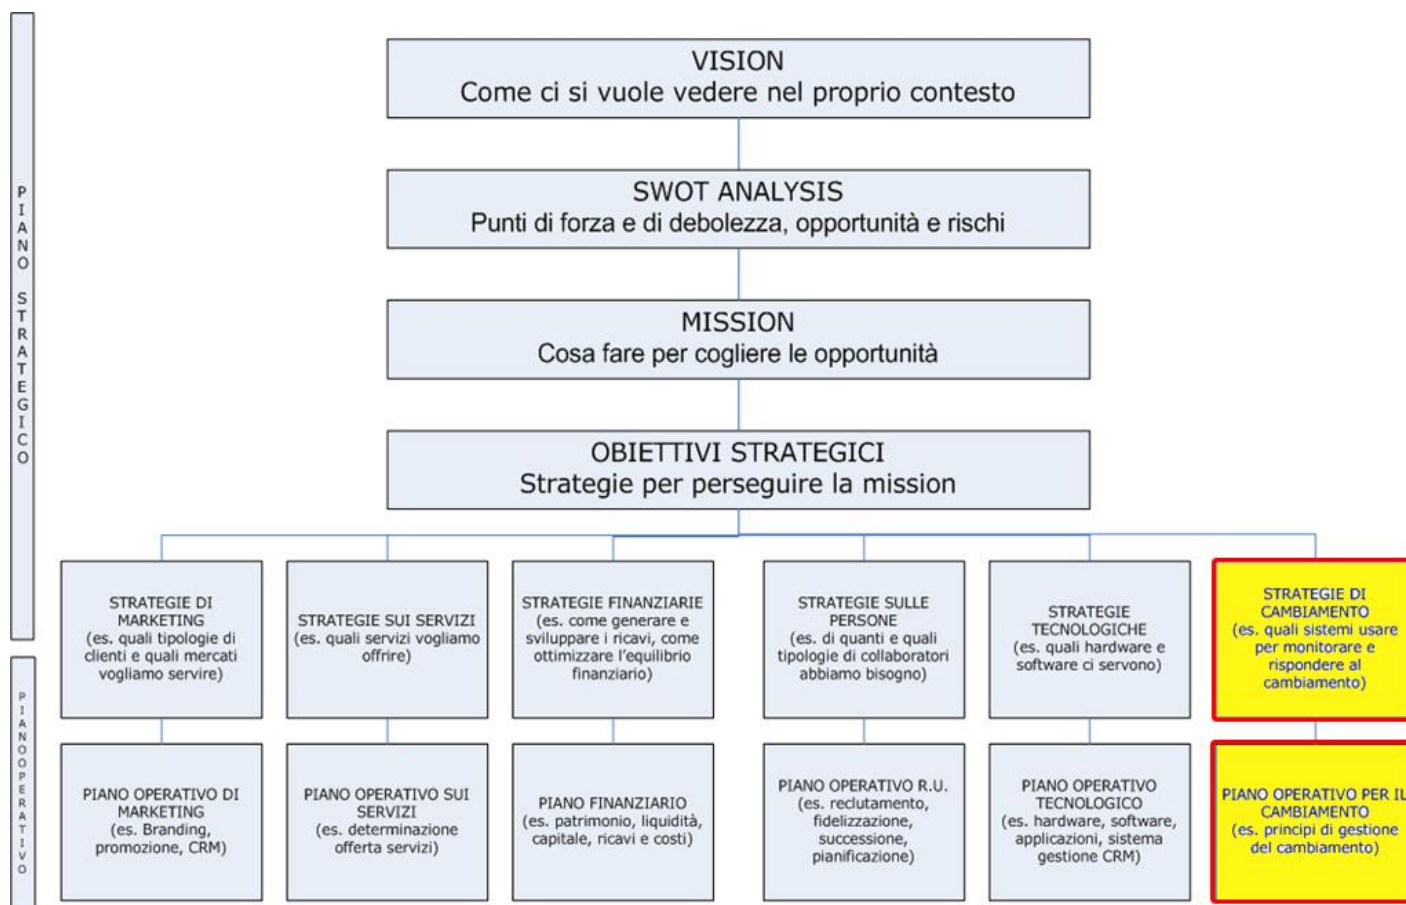 PIANO STRATEGICO
VISION
Come ci si vuole vedere nel proprio contesto
SWOT ANALYSIS
Punti di forza e di debolezza, opportunità e rischi
MISSION
Cosa fare per cogliere le opportunità
OBIETTIVI STRATEGICI
Strategie per perseguire la mission
STRATEGIE DI
MARKETING
(es. quali tipologie di
clienti e quali mercati
vogliamo servire)
STRATEGIE SUI SERVIZI
(es. quali servizi vogliamo
offrire)
STRATEGIE FINANZIARIE
(es. come generare e
sviluppare i ricavi, come
ottimizzare l'equilibrio
finanziario)
STRATEGIE SULLE
PERSONE
(es. di quanti e quali
tipologie di collaboratori
abbiamo bisogno)
STRATEGIE
TECNOLOGICHE
(es. quali hardware e
software ci servono)
STRATEGIE DI
CAMBIAMENTO
(es. quali sistemi usare
per monitorare e
rispondere al
cambiamento)
PIANO OPERATIVO
PIANO OPERATIVO DI
MARKETING
(es. Branding,
promozione, CRM)
PIANO OPERATIVO SUI
SERVIZI
(es. determinazione
offerta servizi)
PIANO FINANZIARIO
(es. patrimonio, liquidità,
capitale, ricavi e costi)
PIANO OPERATIVO R.U.
(es. reclutamento,
fidelizzazione,
successione,
pianificazione)
PIANO OPERATIVO
TECNOLOGICO
(es. hardware, software,
applicazioni, sistema
gestione CRM)
PIANO OPERATIVO PER IL
CAMBIAMENTO
(es. principi di gestione
del cambiamento)